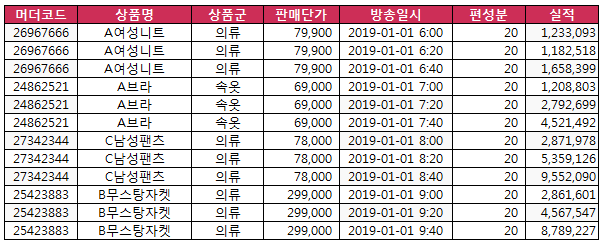 머더코드 상품명 상품군 판매단가 방송일시 편성분 실적
26967666 A여성니트 의류 79,900 2019-01-01 6:00 20 1,233,093
26967666 A여성니트 의류 79,900 2019-01-01 6:20 20 1,182,518
26967666 A여성니트 의류 79,900 2019-01-01 6:40 20 1,658,399
24862521 A브라 속옷 69,000 2019-01-01 7:00 20 1,208,803
24862521 A브라 속옷 69,000 2019-01-01 7:20 20 2,792,699
24862521 A브라 속옷 69,000 2019-01-01 7:40 20 4,521,492
27342344 C남성팬츠 의류 78,000 2019-01-01 8:00 20 2,871,978
27342344 C남성팬츠 의류 78,000 2019-01-01 8:20 20 5,359,126
27342344 C남성팬츠 의류 78,000 2019-01-01 8:40 20 9,552,090
25423883 B무스탕자켓 의류 299,000 2019-01-01 9:00 20 2,861,601
25423883 B무스탕자켓 의류 299,000 2019-01-01 9:20 20 4,567,547
25423883 B무스탕자켓 의류 299,000 2019-01-01 9:40 20 8,789,227